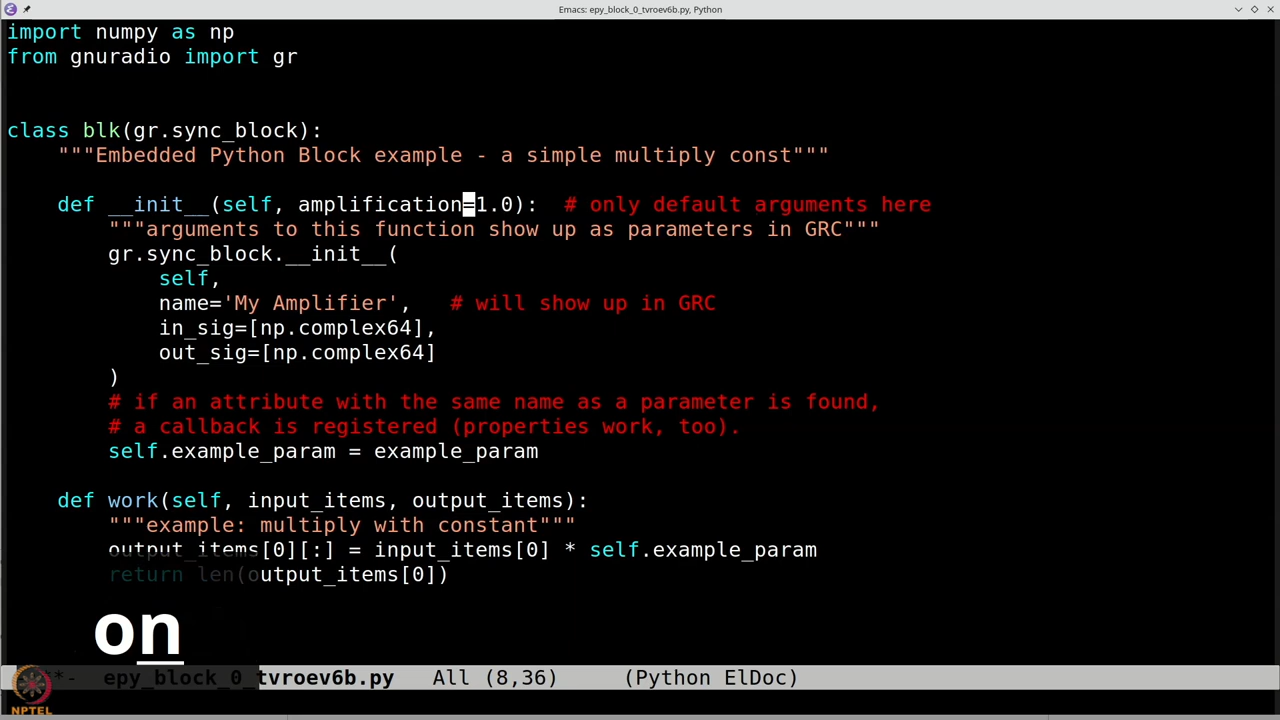 Emacs: epy_block_0_tvroev6b.py, Python
import numpy as np
from gnuradio import gr
class blk(gr.sync_block):
    """Embedded Python Block example - a simple multiply const"""
    def __init__(self, amplification=1.0):  # only default arguments here
        """arguments to this function show up as parameters in GRC"""
        gr.sync_block.__init__(
            self,
            name='My Amplifier',   # will show up in GRC
            in_sig=[np.complex64],
            out_sig=[np.complex64]
        )
        # if an attribute with the same name as a parameter is found,
        # a callback is registered (properties work, too).
        self.example_param = example_param
    def work(self, input_items, output_items):
        """example: multiply with constant"""
        output_items[0][:] = input_items[0] * self.example_param
        return len(output_items[0])
on
*- epy_block_0_tvroev6b.py   All (8,36)     (Python ElDoc)
NPTEL